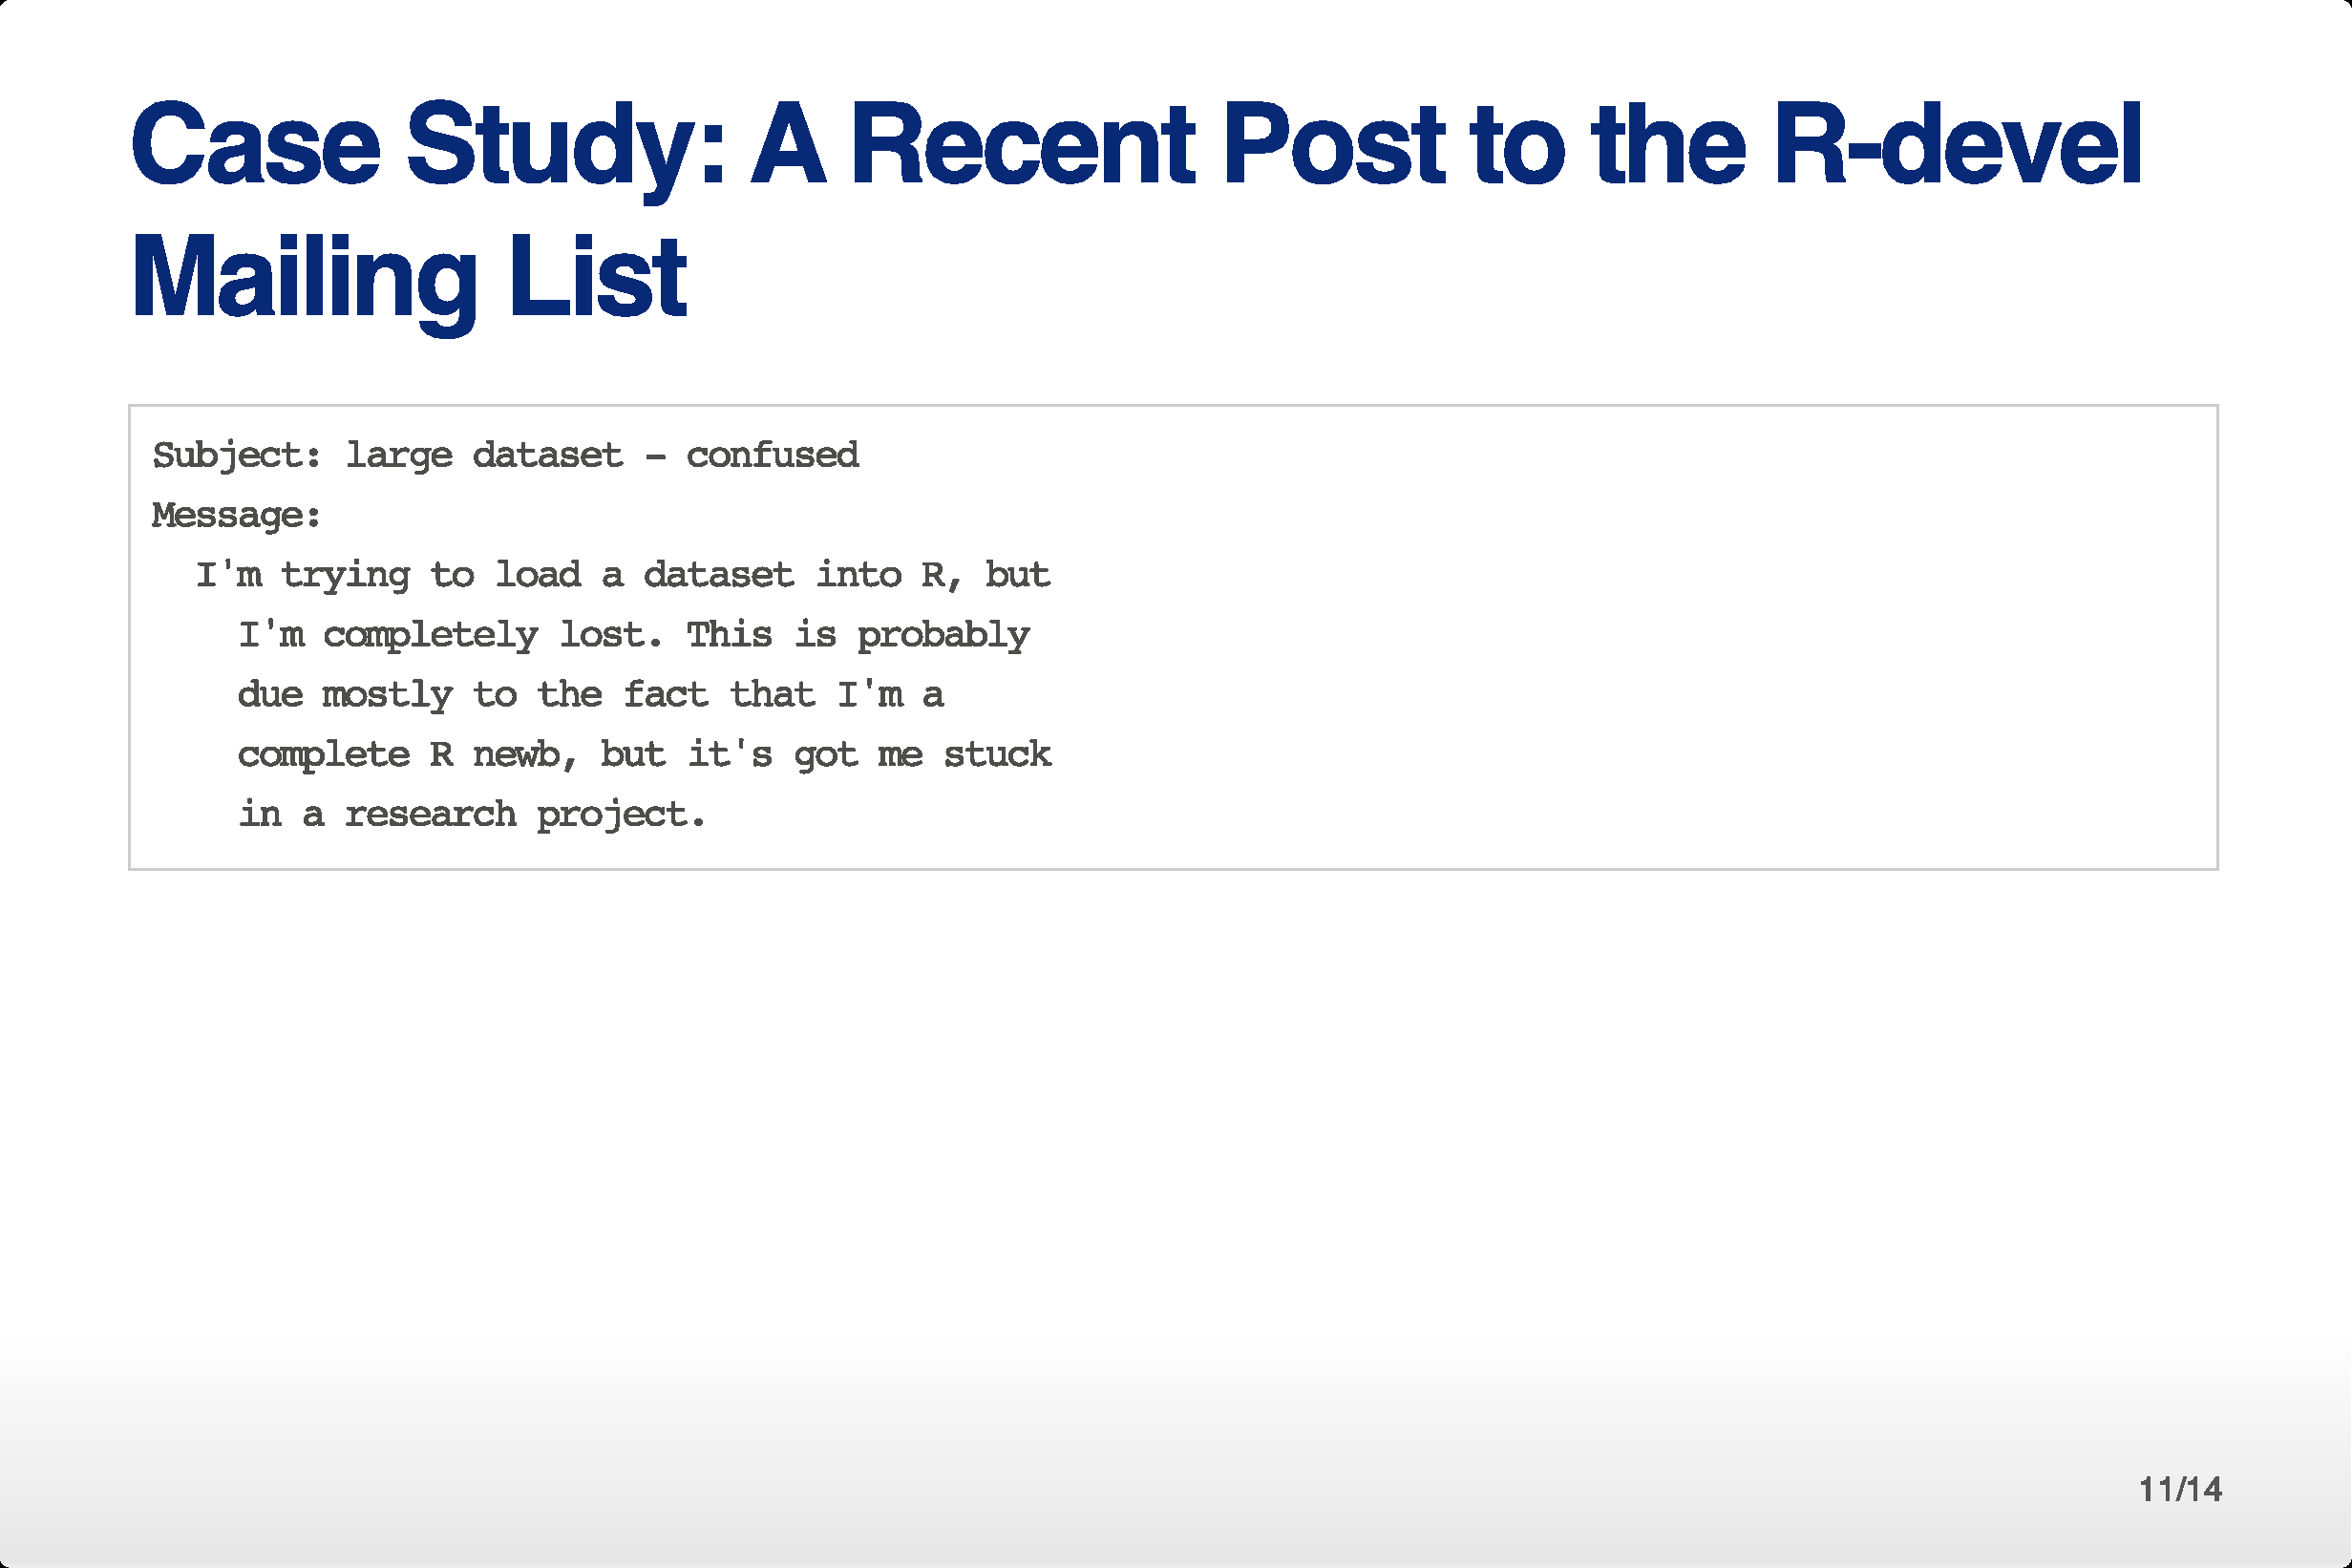 Case Study: A Recent Post to the R-devel
Mailing List
Subject: large dataset – confused
Message:
I'm trying to load a dataset into R, but
I'm completely lost. This is probably
due mostly to the fact that I'm a
complete R newb, but it's got me stuck
in a research project.
11/14